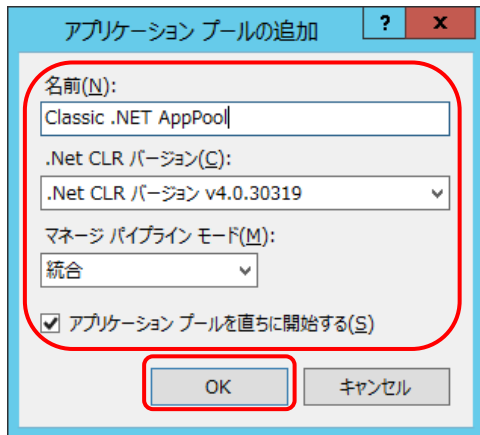 アプリケーション プールの追加
? x
名前(N):
Classic .NET AppPool
.Net CLR バージョン(C):
.Net CLR バージョン v4.0.30319
マネージ パイプライン モード(M):
統合
アプリケーション プールを直ちに開始する(S)
OK キャンセル